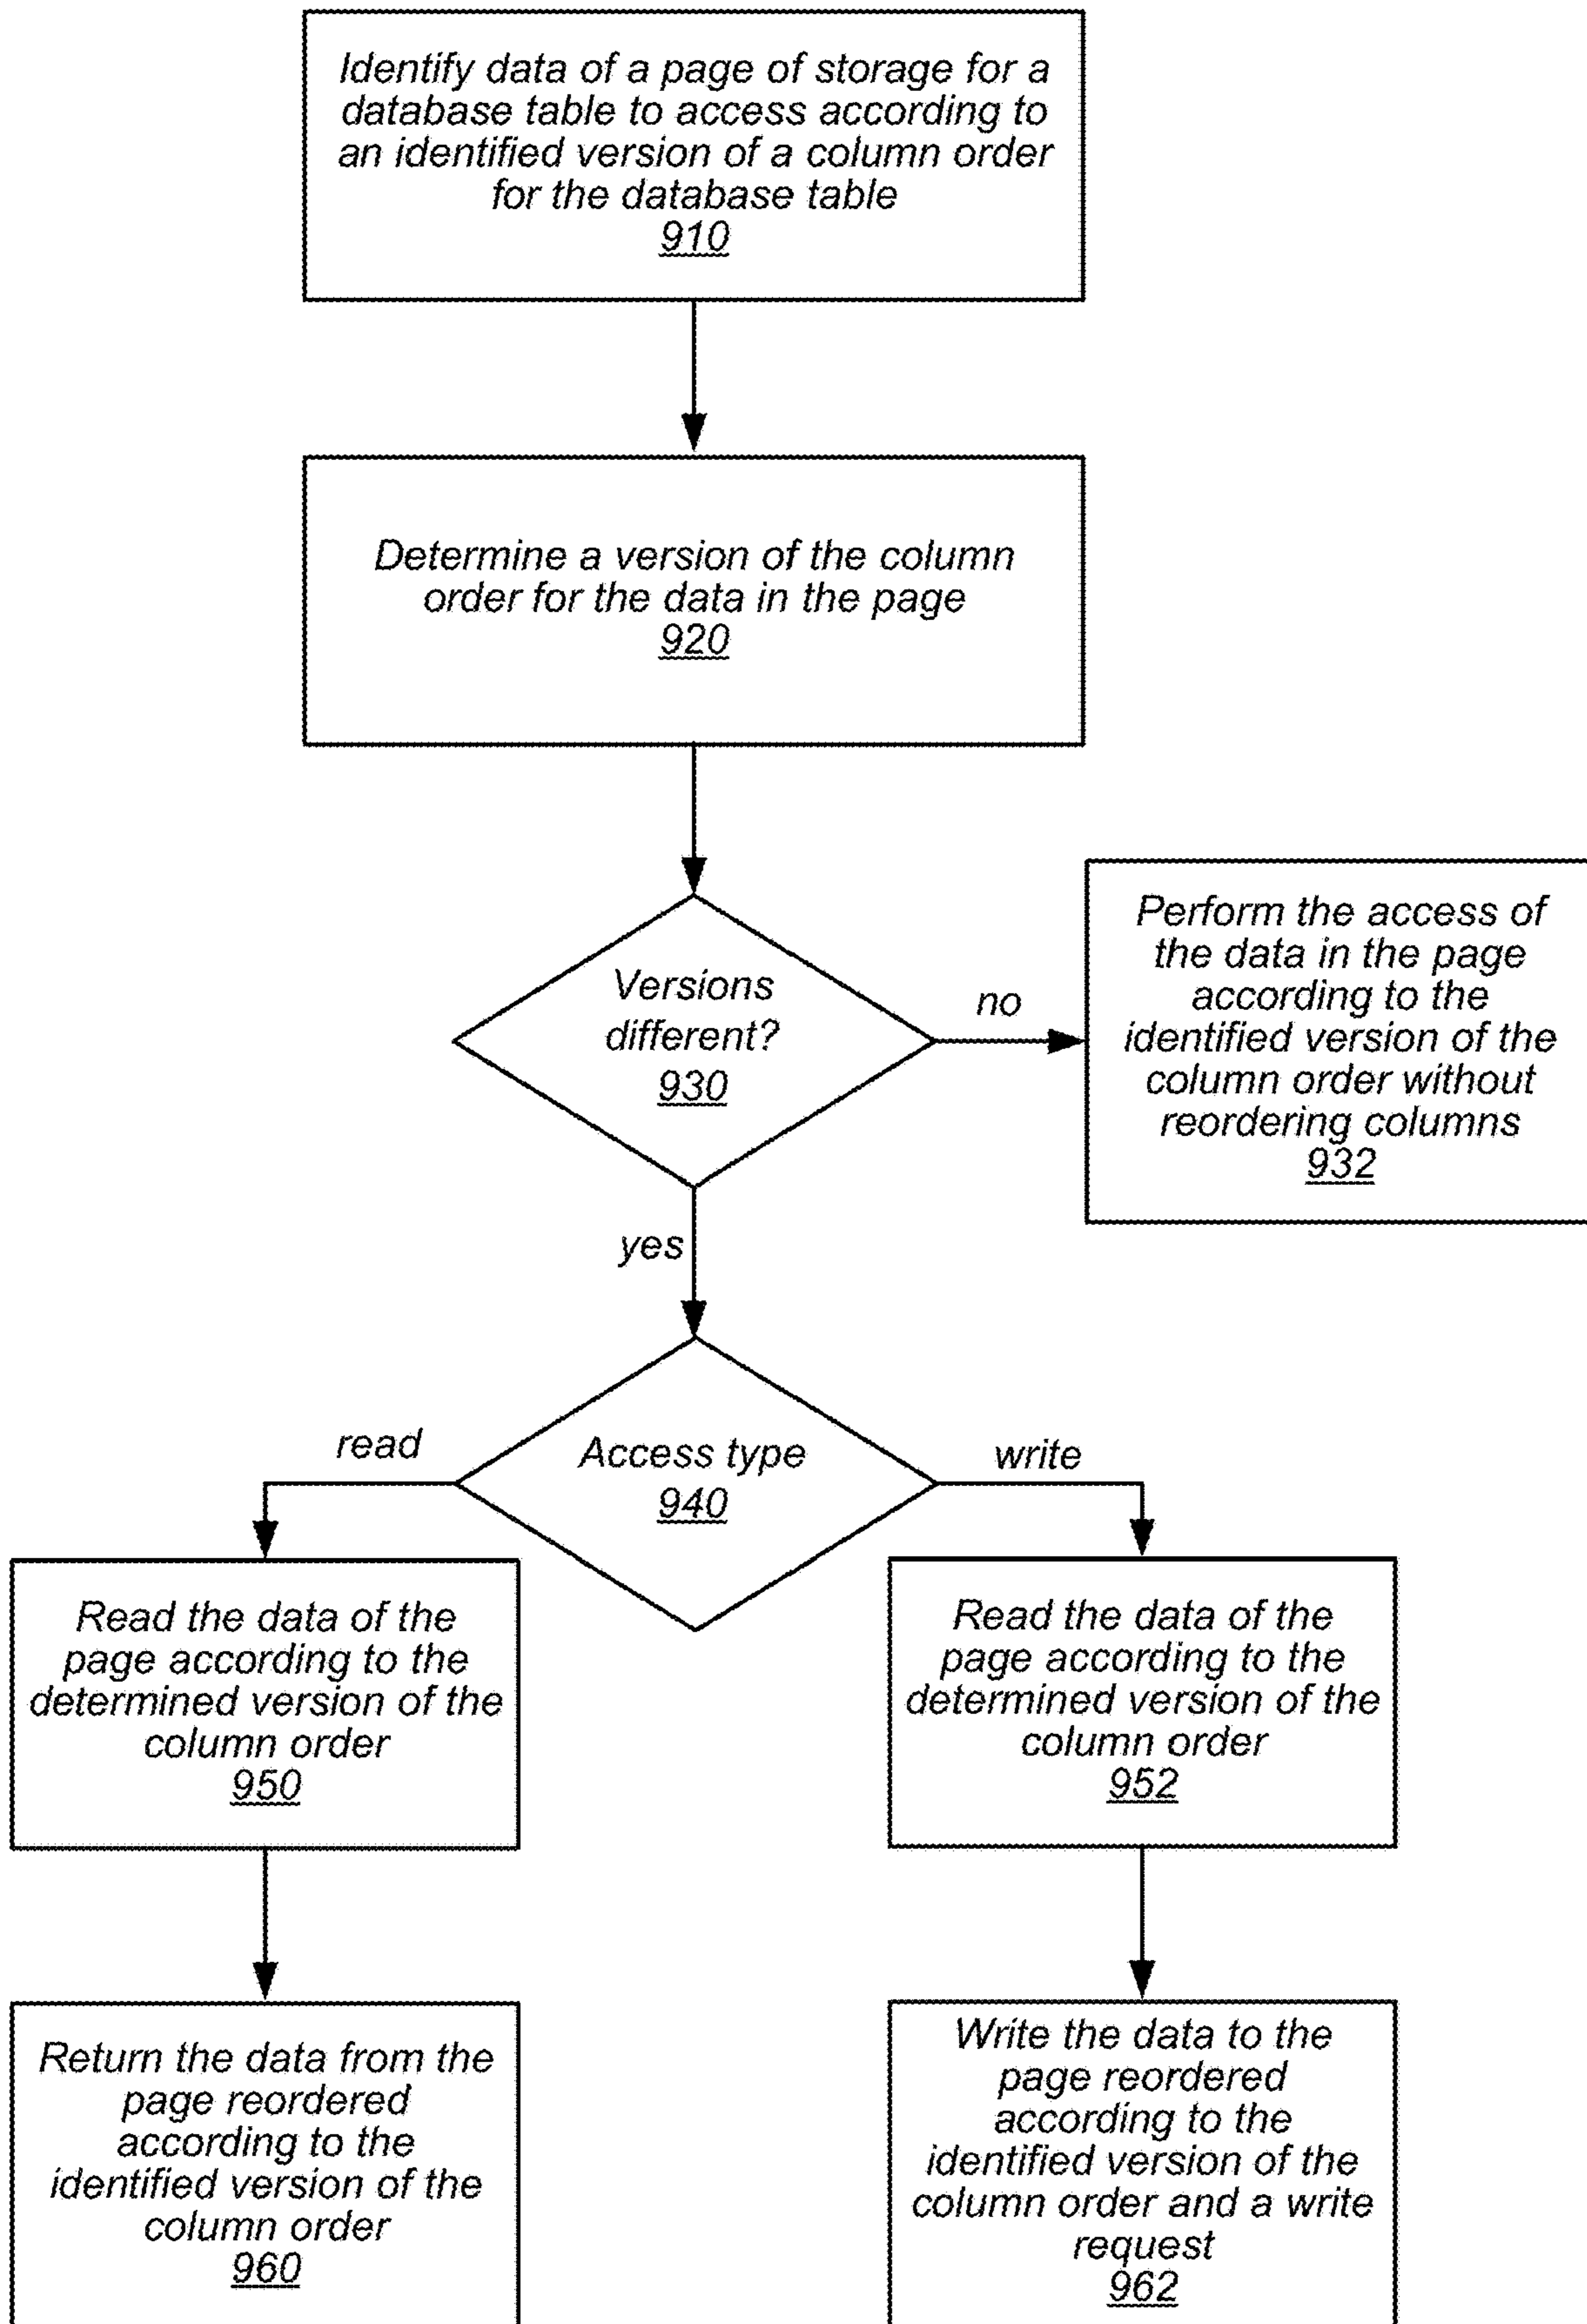 Identify data of a page of storage for a
database table to access according to
an identified version of a column order
for the database table
910
Determine a version of the column
order for the data in the page
920
Versions
different?
930
no
Perform the access of
the data in the page
according to the
identified version of the
column order without
reordering columns
932
yes
Access type
940
read
write
Read the data of the
page according to the
determined version of the
column order
950
Read the data of the
page according to the
determined version of the
column order
952
Return the data from the
page reordered
according to the
identified version of the
column order
960
Write the data to the
page reordered
according to the
identified version of the
column order and a write
request
962